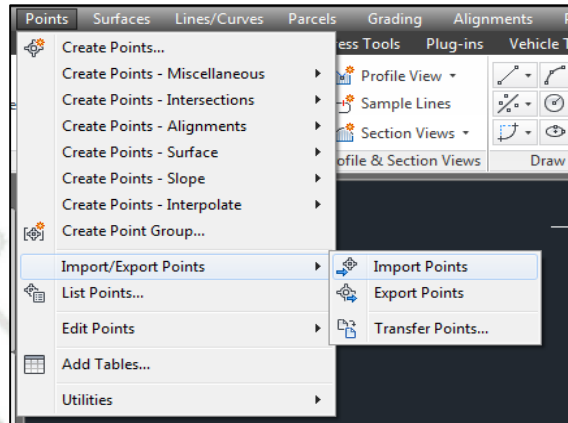 Points Surfaces Lines/Curves Parcels Grading Alignments
ess Tools Plug-ins Vehicle T
Create Points...
Create Points - Miscellaneous
Create Points - Intersections
Create Points - Alignments
Create Points - Surface
Create Points - Slope
Create Points - Interpolate
Create Point Group...
Import/Export Points
List Points...
Edit Points
Add Tables...
Utilities
Profile View
Sample Lines
Section Views
ofile & Section Views Draw
Import Points
Export Points
Transfer Points...